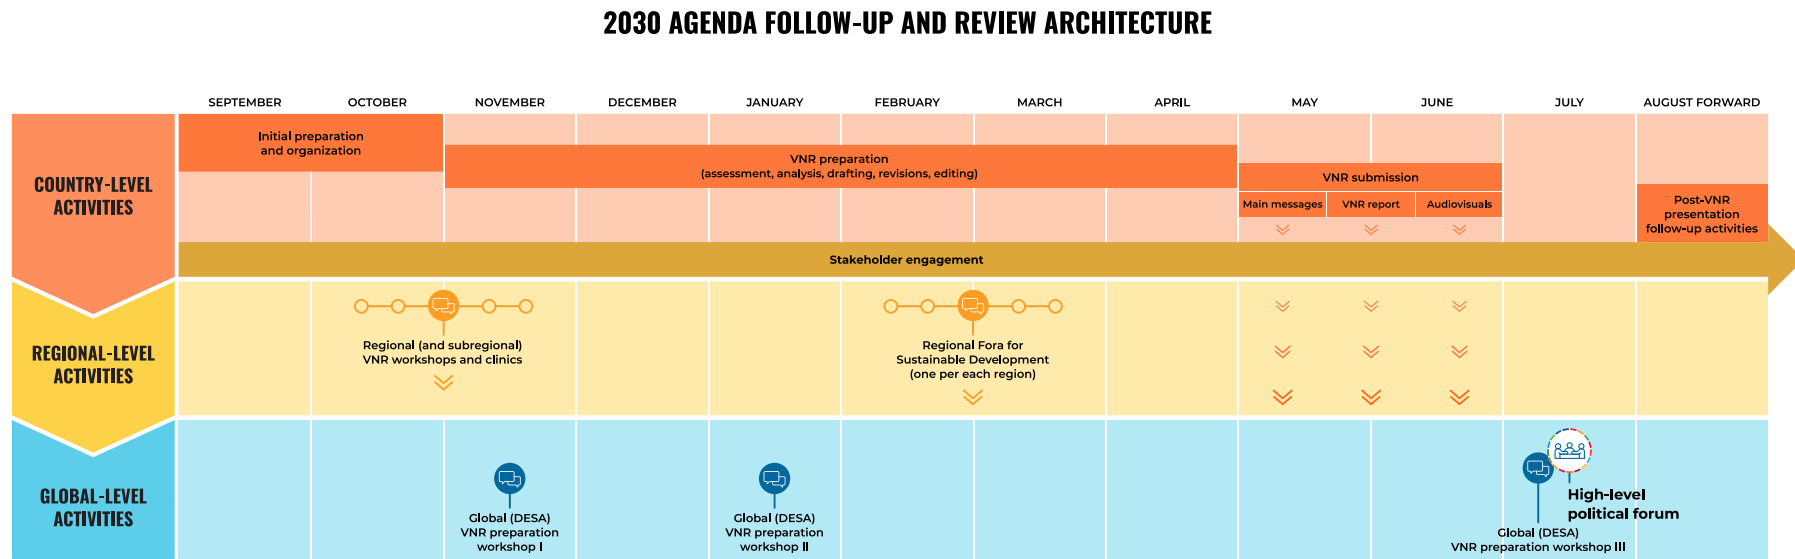 2030 AGENDA FOLLOW-UP AND REVIEW ARCHITECTURE
SEPTEMBER
OCTOBER
NOVEMBER
DECEMBER
JANUARY
FEBRUARY
MARCH
APRIL
MAY
JUNE
JULY
AUGUST FORWARD
COUNTRY-LEVEL
ACTIVITIES
Initial preparation
and organization
VNR preparation
(assessment, analysis, drafting, revisions, editing)
VNR submission
Main messages
VNR report
Audiovisuals
Post-VNR
presentation
follow-up activities
Stakeholder engagement
REGIONAL-LEVEL
ACTIVITIES
Regional (and subregional)
VNR workshops and clinics
Regional Fora for
Sustainable Development
(one per each region)
GLOBAL-LEVEL
ACTIVITIES
Global (DESA)
VNR preparation
workshop I
Global (DESA)
VNR preparation
workshop II
High-level
political forum
Global (DESA)
VNR preparation workshop III